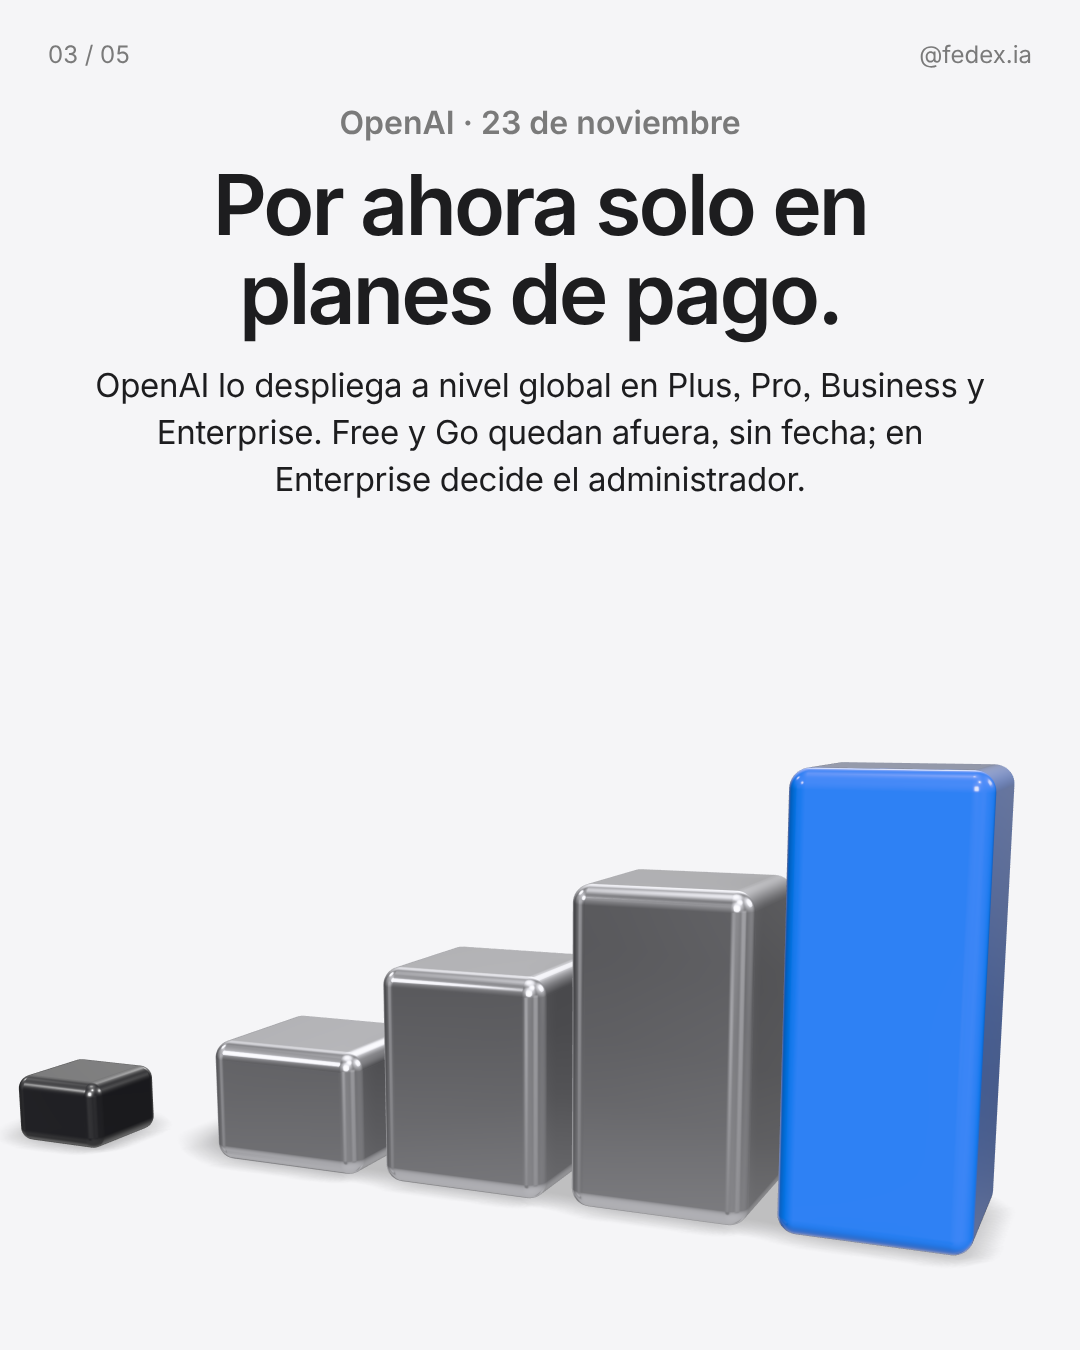 03 / 05
@fedex.ia
OpenAI · 23 de noviembre
Por ahora solo en
planes de pago.
OpenAI lo despliega a nivel global en Plus, Pro, Business y
Enterprise. Free y Go quedan afuera, sin fecha; en
Enterprise decide el administrador.